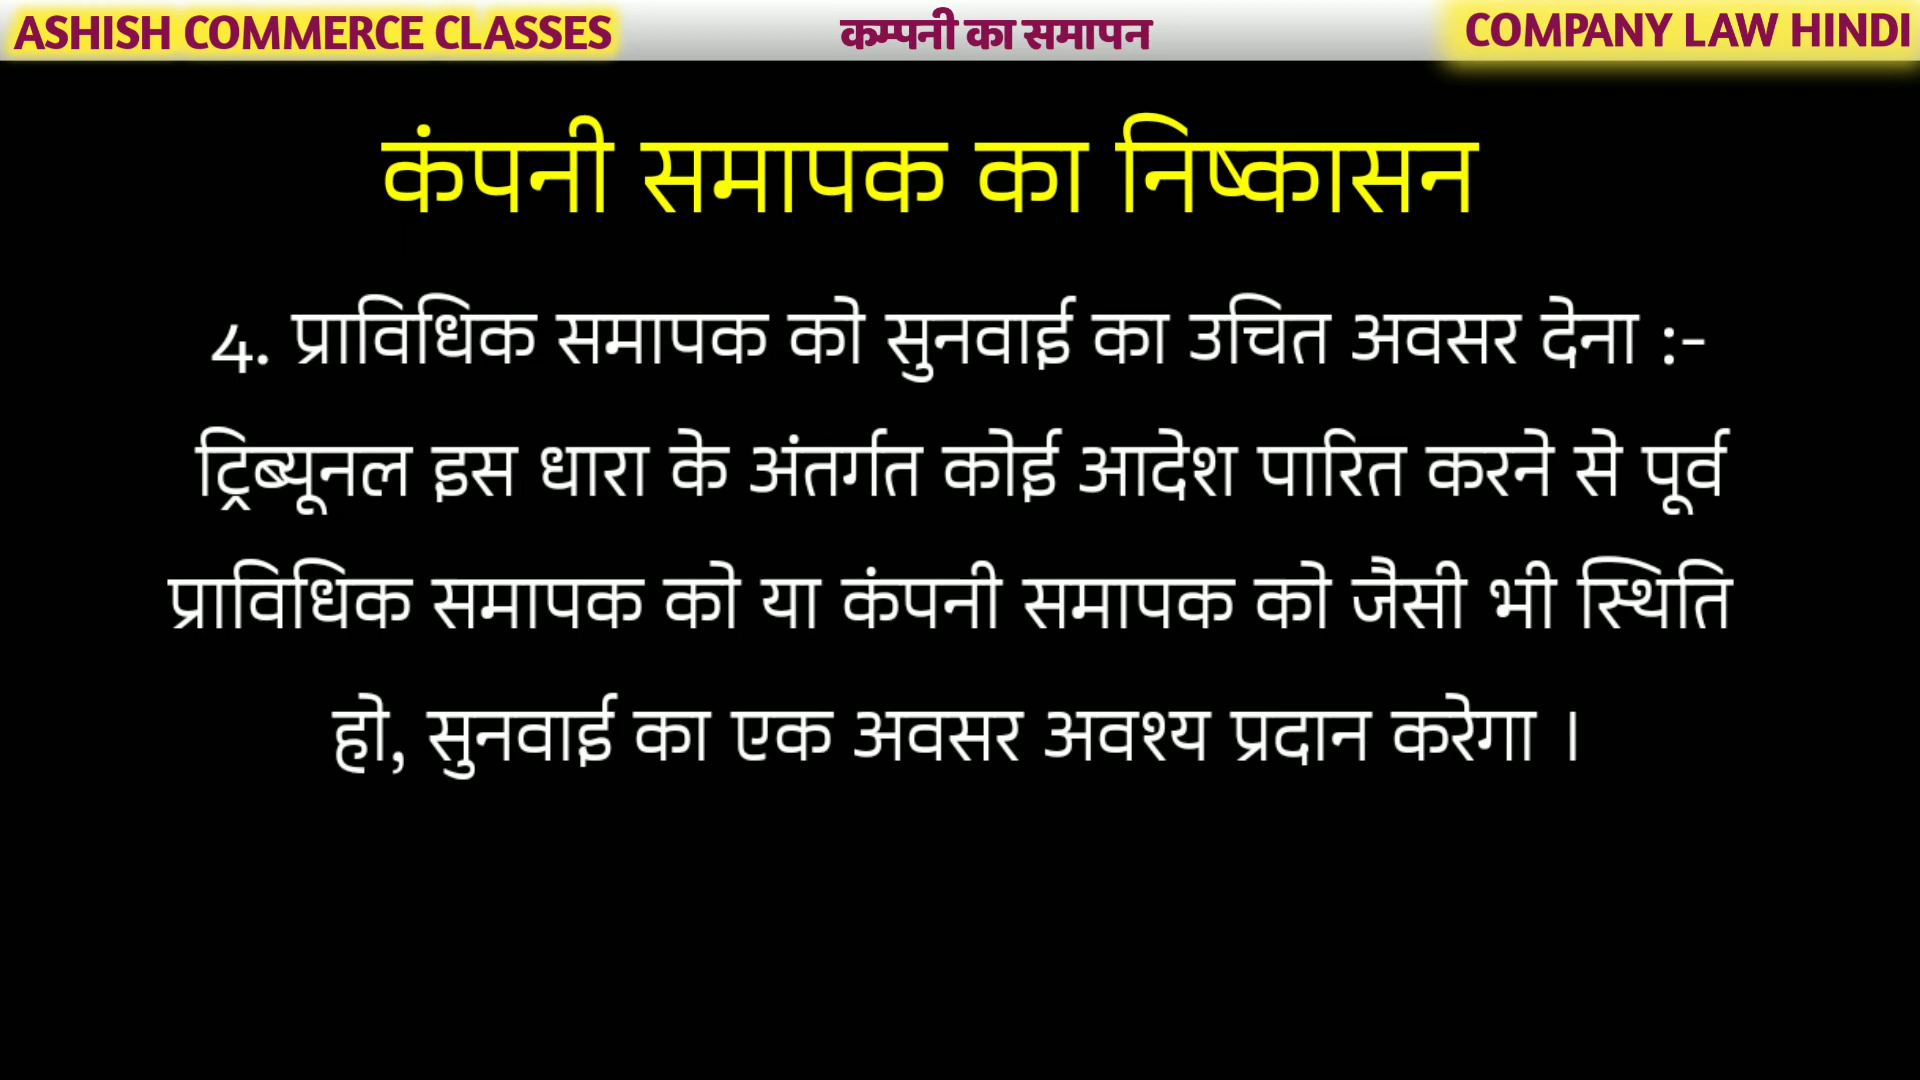 ASHISH COMMERCE CLASSES
कम्पनी का समापन
COMPANY LAW HINDI
कंपनी समापक का निष्कासन
4. प्राविधिक समापक को सुनवाई का उचित अवसर देना :-
ट्रिब्यूनल इस धारा के अंतर्गत कोई आदेश पारित करने से पूर्व
प्राविधिक समापक को या कंपनी समापक को जैसी भी स्थिति
हो, सुनवाई का एक अवसर अवश्य प्रदान करेगा ।